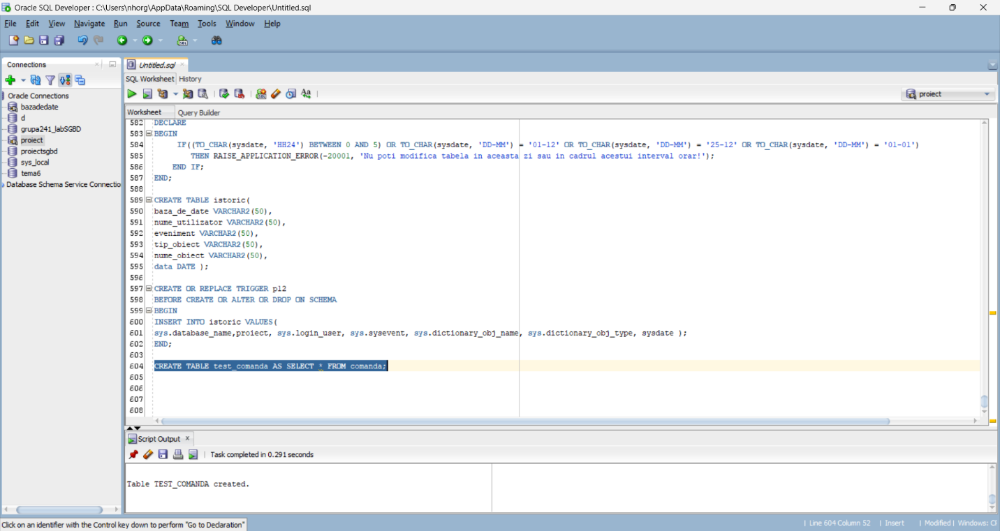 Oracle SQL Developer : C:\Users\nhorg\AppData\Roaming\SQL Developer\Untitled.sql
File Edit View Navigate Run Source Team Tools Window Help
Connections
Oracle Connections
bazadedate
d
grupa241_labSGBD
proiect
proiectsgbd
sys_local
tema6
Database Schema Service Connectio
Untitled.sql
SQL Worksheet History
proiect
Worksheet Query Builder
582 DECLARE
583 BEGIN
584 IF((TO_CHAR(sysdate, 'HH24') BETWEEN 0 AND 5) OR TO_CHAR(sysdate, 'DD-MM') = '01-12' OR TO_CHAR(sysdate, 'DD-MM') = '25-12' OR TO_CHAR(sysdate, 'DD-MM') = '01-01')
585 THEN RAISE_APPLICATION_ERROR(-20001, 'Nu poti modifica tabela in aceasta zi sau in cadrul acestui interval orar!');
586 END IF;
587 END;
588
589 CREATE TABLE istoric(
590 baza_de_date VARCHAR2(50),
591 nume_utilizator VARCHAR2(50),
592 eveniment VARCHAR2(50),
593 tip_obiect VARCHAR2(50),
594 nume_obiect VARCHAR2(50),
595 data DATE );
596
597 CREATE OR REPLACE TRIGGER p12
598 BEFORE CREATE OR ALTER OR DROP ON SCHEMA
599 BEGIN
600 INSERT INTO istoric VALUES(
601 sys.database_name,proiect, sys.login_user, sys.sysevent, sys.dictionary_obj_name, sys.dictionary_obj_type, sysdate );
602 END;
603
604 CREATE TABLE test_comanda AS SELECT * FROM comanda;
605
606
607
608
Script Output
Task completed in 0.291 seconds
Table TEST_COMANDA created.
Click on an identifier with the Control key down to perform "Go to Declaration"
Line 604 Column 52 | Insert | Modified | Windows: CR